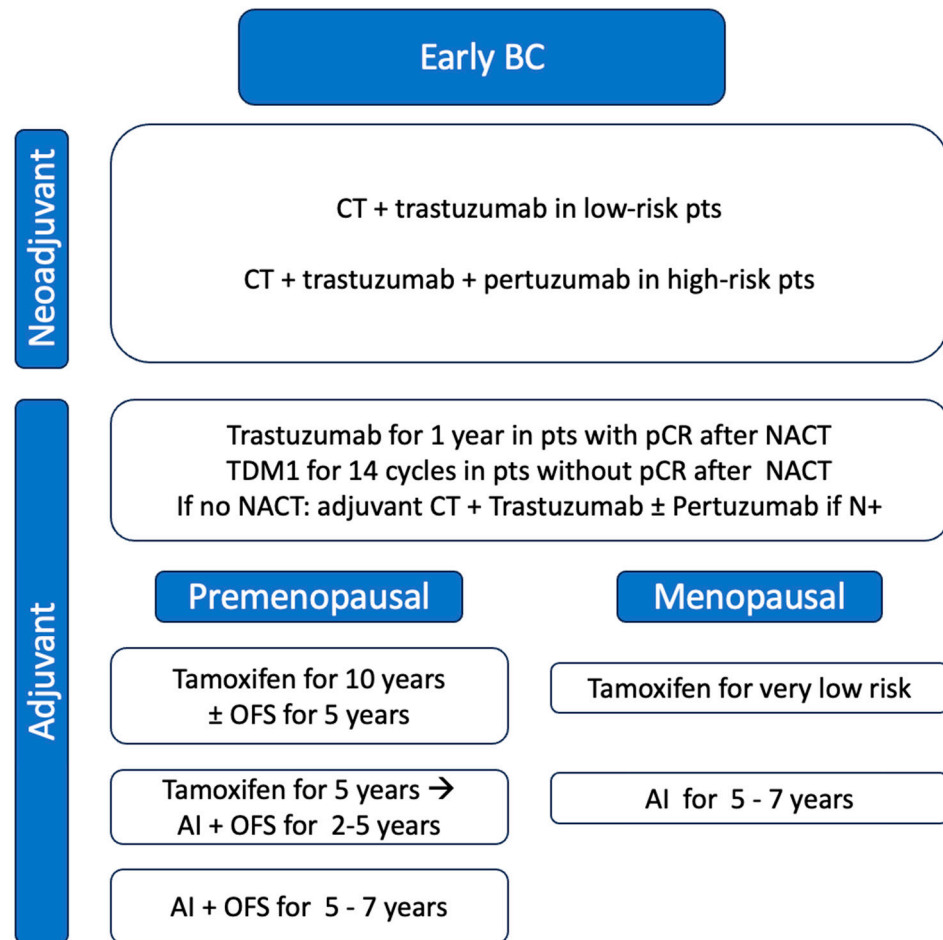 Early BC
Neoadjuvant
CT + trastuzumab in low-risk pts
CT + trastuzumab + pertuzumab in high-risk pts
Adjuvant
Trastuzumab for 1 year in pts with pCR after NACT
TDM1 for 14 cycles in pts without pCR after  NACT
If no NACT: adjuvant CT + Trastuzumab ± Pertuzumab if N+
Premenopausal
Tamoxifen for 10 years
± OFS for 5 years
Tamoxifen for 5 years →
AI + OFS for  2-5 years
AI + OFS for  5 - 7 years
Menopausal
Tamoxifen for very low risk
AI  for  5 - 7 years